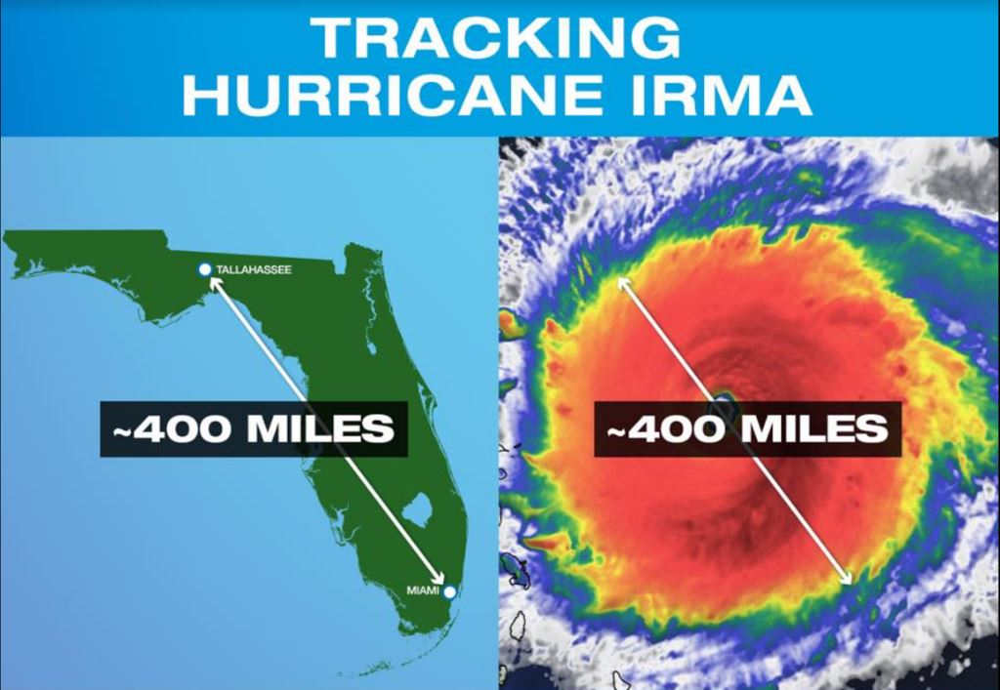 TRACKING
HURRICANE IRMA
TALLAHASSEE
~400 MILES
MIAMI
~400 MILES